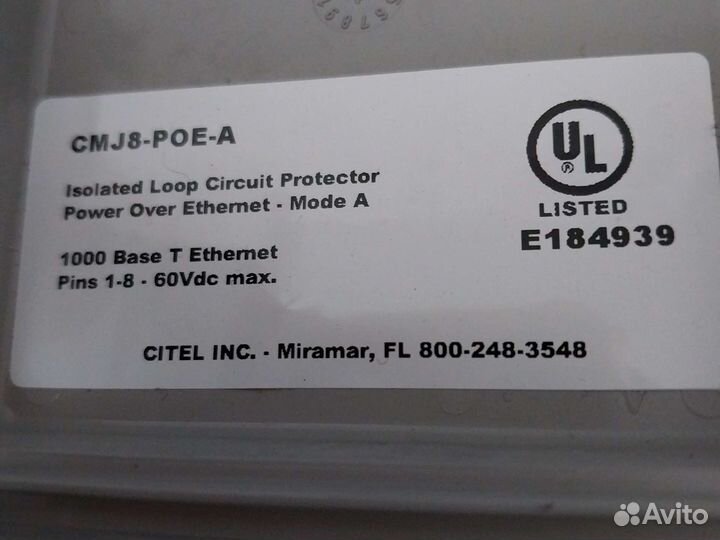 CMJ8-POE-A
Isolated Loop Circuit Protector
Power Over Ethernet - Mode A
1000 Base T Ethernet
Pins 1-8 - 60Vdc max.
UL
®
LISTED
E184939
CITEL INC. - Miramar, FL 800-248-3548
Avito